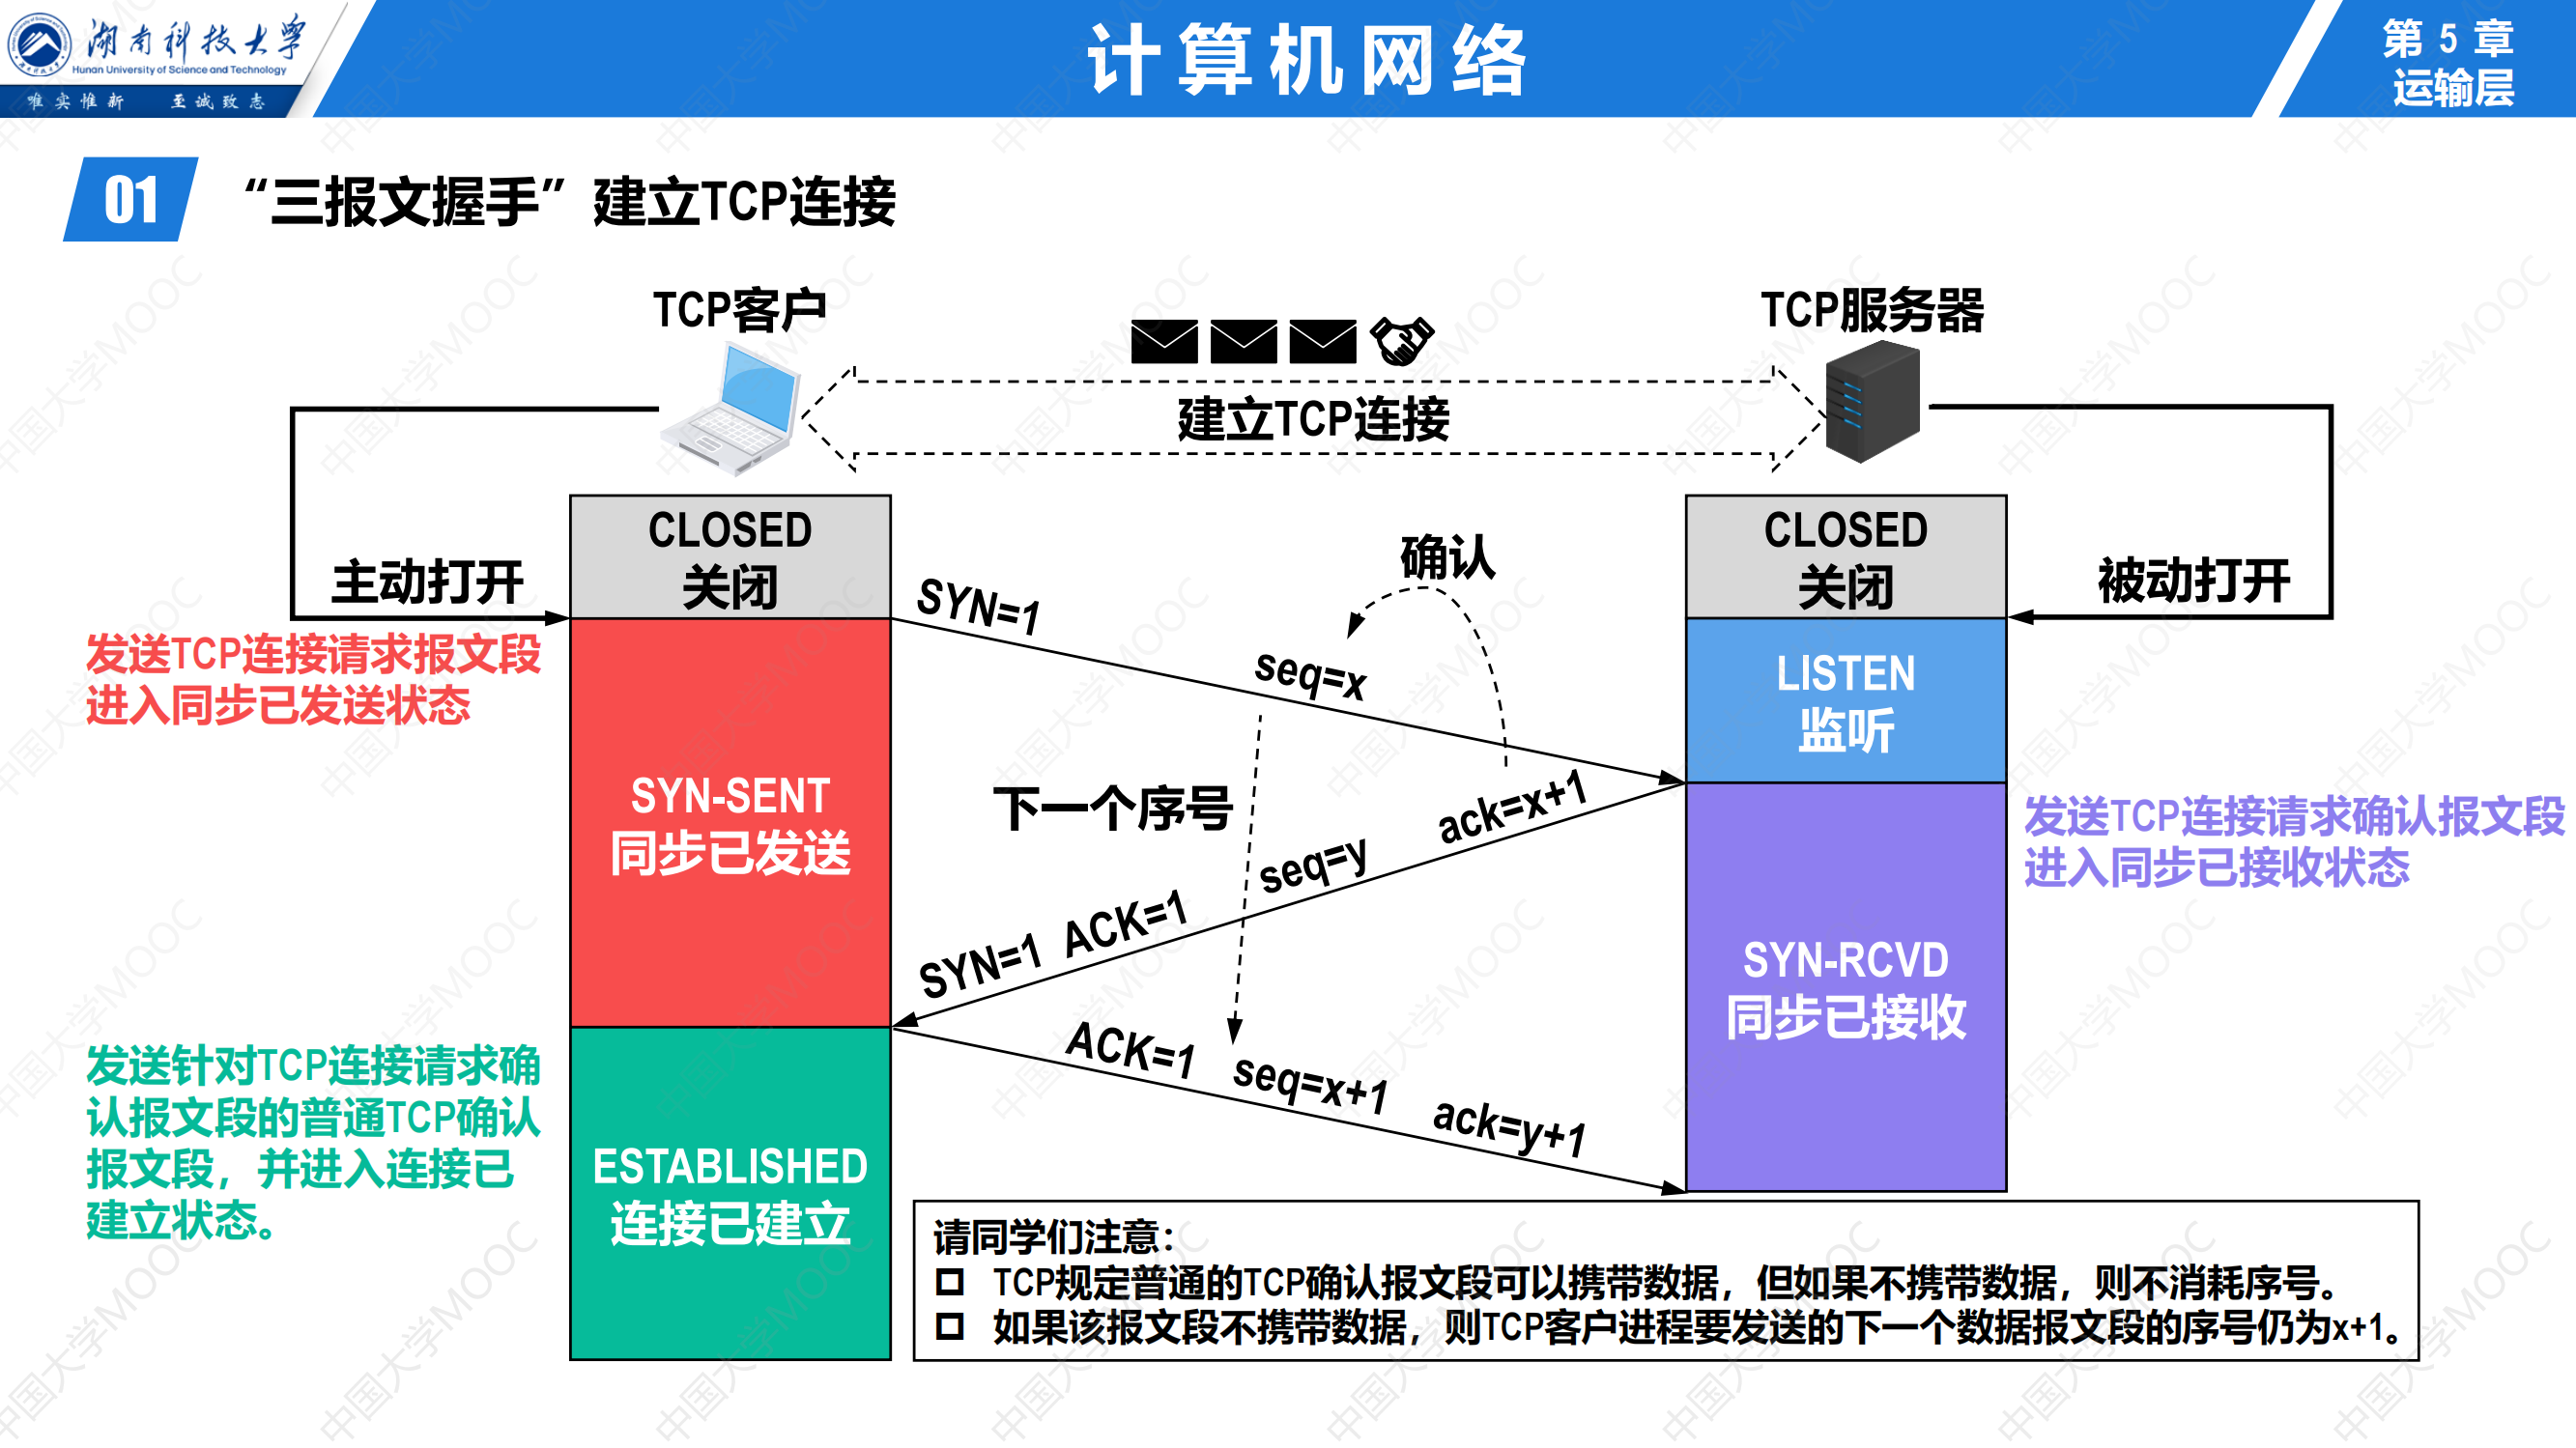 湖南科技大学
Hunan University of Science and Technology
唯实惟新 至诚致志
计算机网络
第 5 章
运输层
01
“三报文握手”建立TCP连接
TCP客户
TCP服务器
建立TCP连接
主动打开
被动打开
CLOSED
关闭
CLOSED
关闭
发送TCP连接请求报文段
进入同步已发送状态
SYN=1
seq=x
确认
LISTEN
监听
SYN-SENT
同步已发送
下一个序号
SYN=1 ACK=1 seq=y ack=x+1
发送TCP连接请求确认报文段
进入同步已接收状态
SYN-RCVD
同步已接收
发送针对TCP连接请求确
认报文段的普通TCP确认
报文段，并进入连接已
建立状态。
ACK=1 seq=x+1 ack=y+1
ESTABLISHED
连接已建立
请同学们注意：
TCP规定普通的TCP确认报文段可以携带数据，但如果不携带数据，则不消耗序号。
如果该报文段不携带数据，则TCP客户进程要发送的下一个数据报文段的序号仍为x+1。
中国大学MOOC